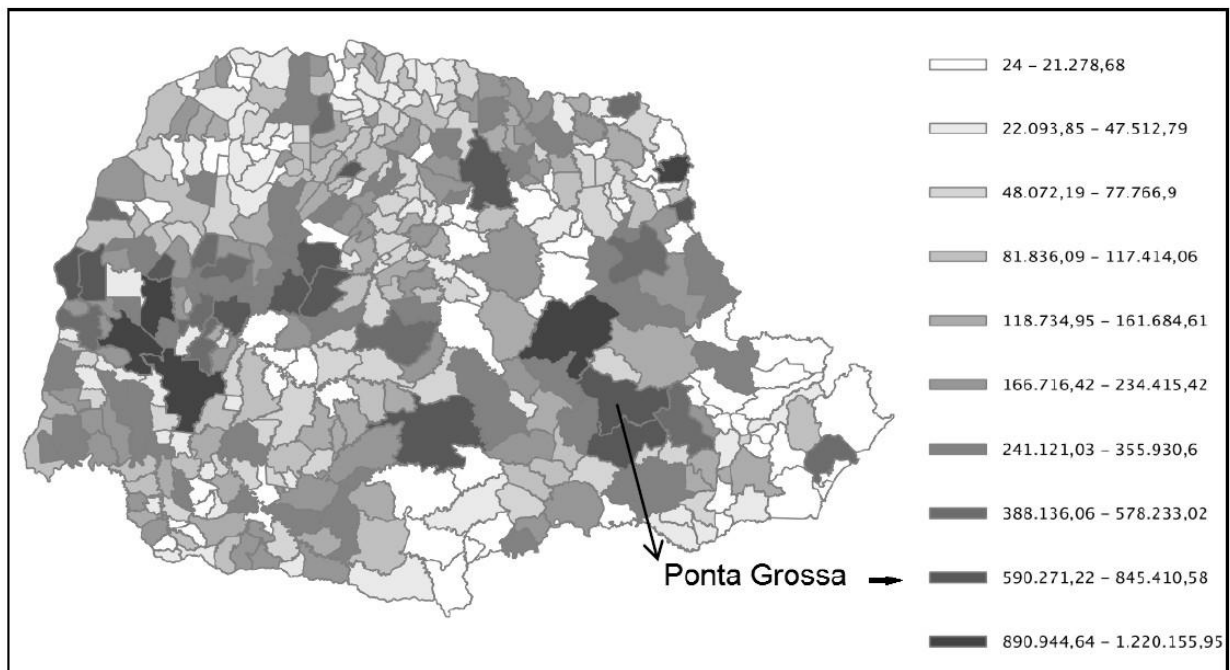 24 – 21.278,68
22.093,85 – 47.512,79
48.072,19 – 77.766,9
81.836,09 – 117.414,06
118.734,95 – 161.684,61
166.716,42 – 234.415,42
241.121,03 – 355.930,6
388.136,06 – 578.233,02
Ponta Grossa
590.271,22 – 845.410,58
890.944,64 – 1.220.155,95